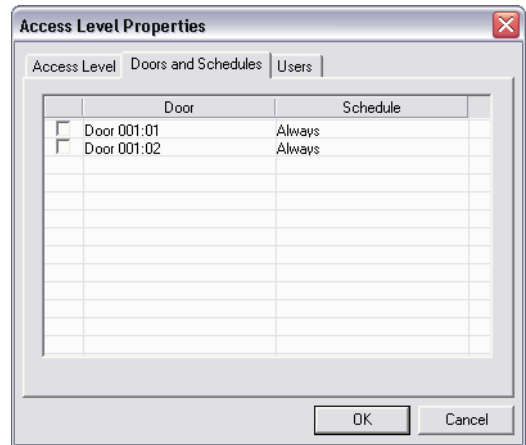 Access Level Properties
Access Level Doors and Schedules Users
Door Schedule
Door 001:01 Always
Door 001:02 Always
OK Cancel